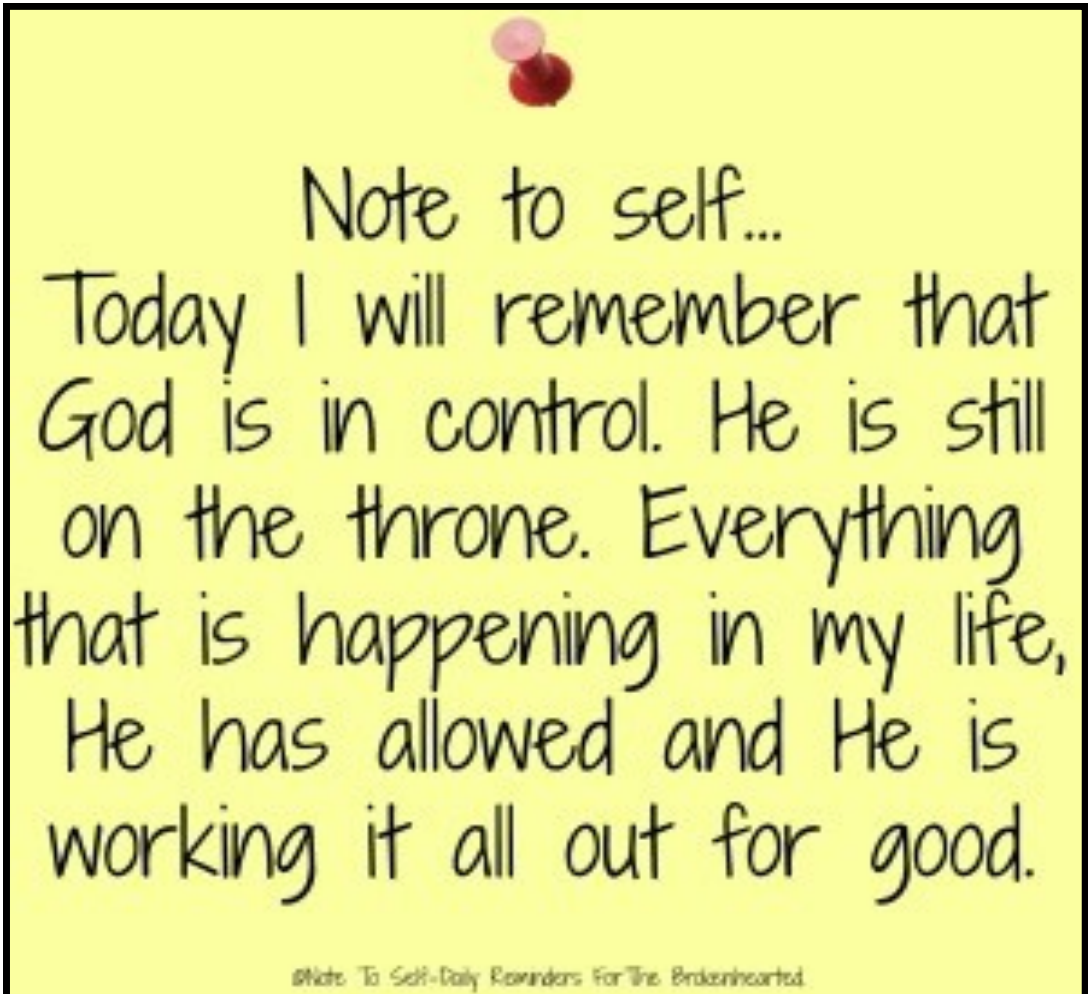 Note to self...
Today I will remember that
God is in control. He is still
on the throne. Everything
that is happening in my life,
He has allowed and He is
working it all out for good.
©Note To Self-Daily Reminders For The Brokenhearted